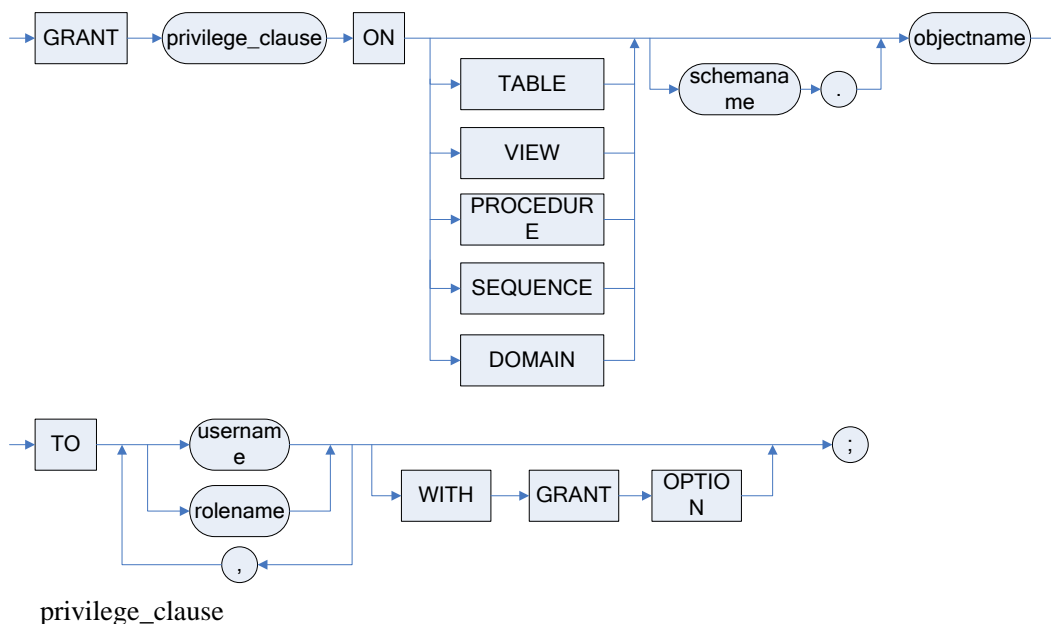 GRANT privilege_clause ON objectname
TABLE
schemana
me
.
VIEW
PROCEDUR
E
SEQUENCE
DOMAIN
TO
usernam
e
;
rolename
WITH GRANT
OPTIO
N
,
privilege_clause